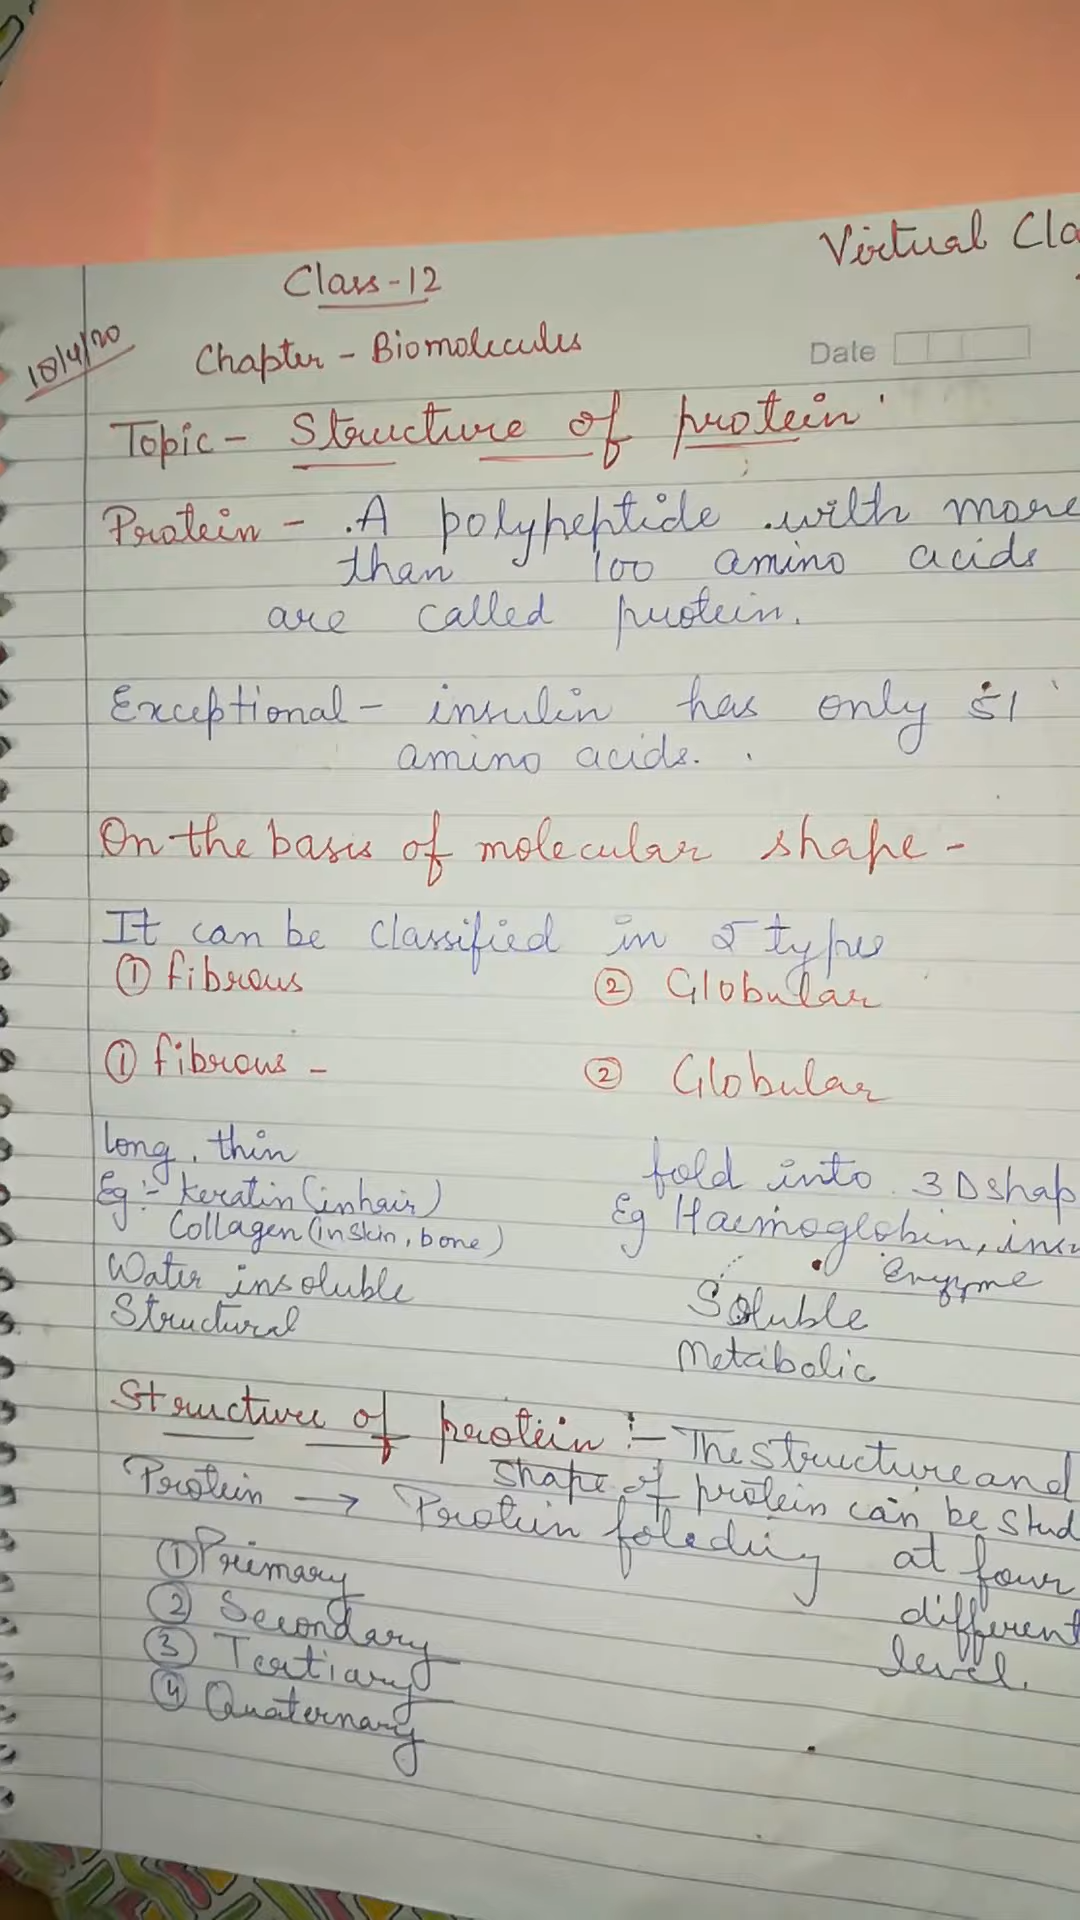 Virtual Cla
Class-12
18/4/20
Chapter - Biomolecules
Date
Topic - Structure of protein
Protein - A polypeptide with more
than 100 amino acids
are called protein.
Exceptional - insulin has only 51
amino acids.
On the basis of molecular shape -
It can be classified in 2 types
① fibrous ② Globular
① fibrous - ② Globular
long, thin
fold into 3D shap
Eg :- Keratin (in hair)
Collagen (in skin, bone)
Eg Haemoglobin, insu
Enzyme
Water insoluble
Soluble
Structural
Metabolic
Structure of protein :- The structure and
shape of protein can be stud
Protein → Protein folding at four
different
level.
① Primary
② Secondary
③ Tertiary
④ Quaternary